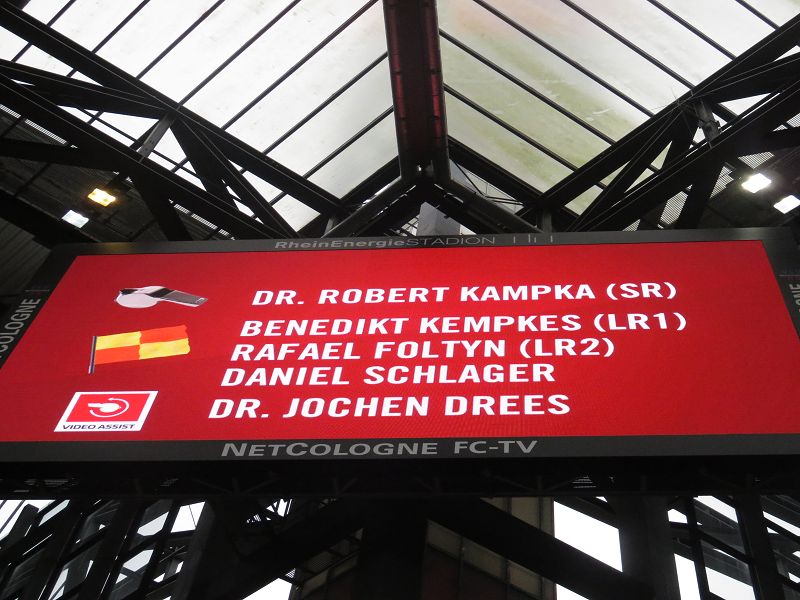 RheinEnergieSTADION
DR. ROBERT KAMPKA (SR)
BENEDIKT KEMPKES (LR1)
RAFAEL FOLTYN (LR2)
DANIEL SCHLAGER
DR. JOCHEN DREES
VIDEO ASSIST
NETCOLOGNE FC-TV